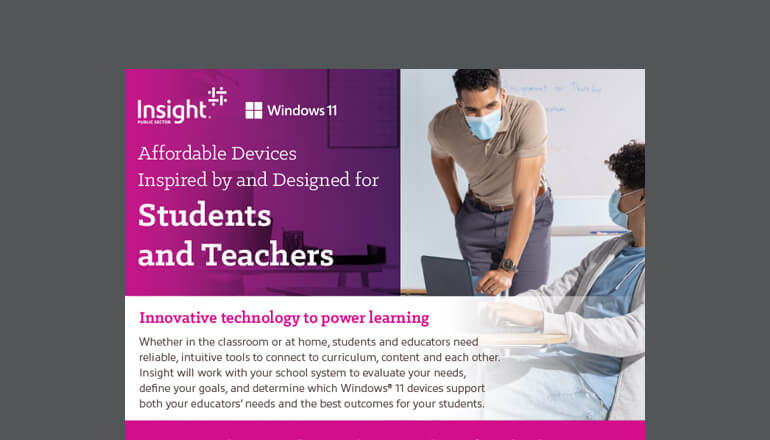 Insight.
PUBLIC SECTOR
Windows 11
Affordable Devices
Inspired by and Designed for
Students
and Teachers
Innovative technology to power learning
Whether in the classroom or at home, students and educators need
reliable, intuitive tools to connect to curriculum, content and each other.
Insight will work with your school system to evaluate your needs,
define your goals, and determine which Windows® 11 devices support
both your educators’ needs and the best outcomes for your students.